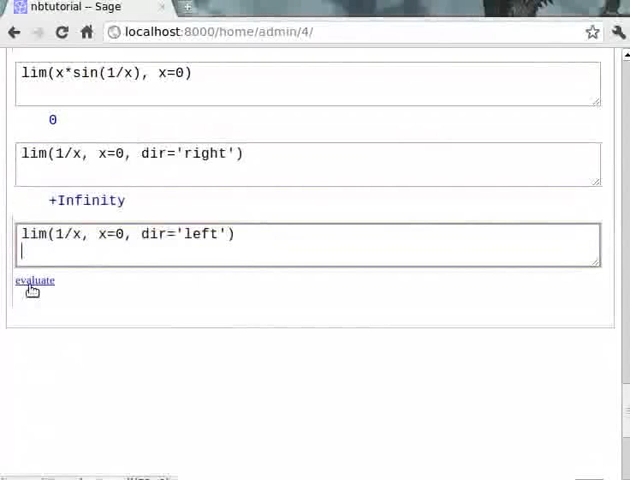 nbtutorial -- Sage
localhost:8000/home/admin/4/
lim(x*sin(1/x), x=0)
0
lim(1/x, x=0, dir='right')
+Infinity
lim(1/x, x=0, dir='left')
evaluate